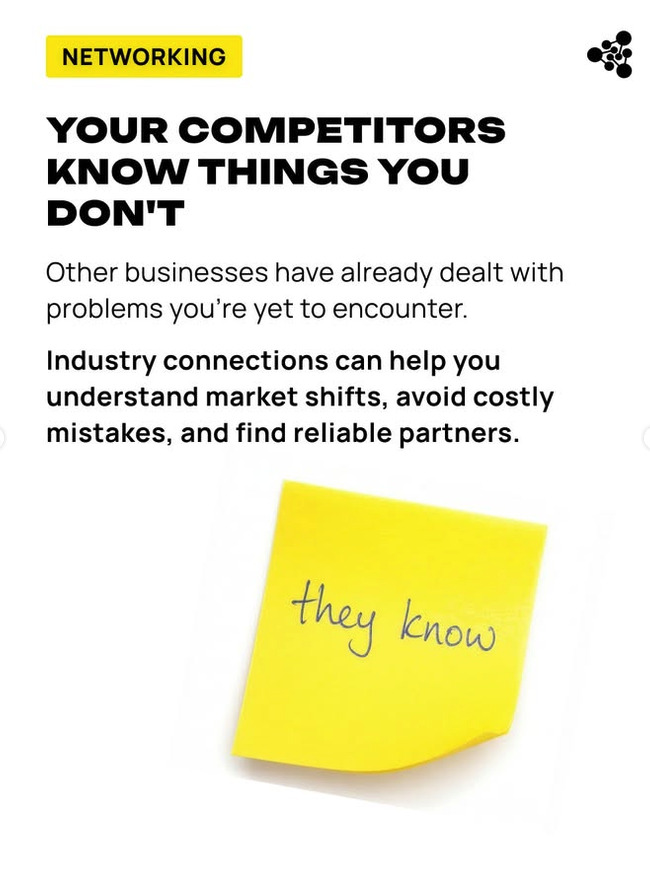 NETWORKING
YOUR COMPETITORS
KNOW THINGS YOU
DON'T
Other businesses have already dealt with
problems you’re yet to encounter.
Industry connections can help you
understand market shifts, avoid costly
mistakes, and find reliable partners.
they know